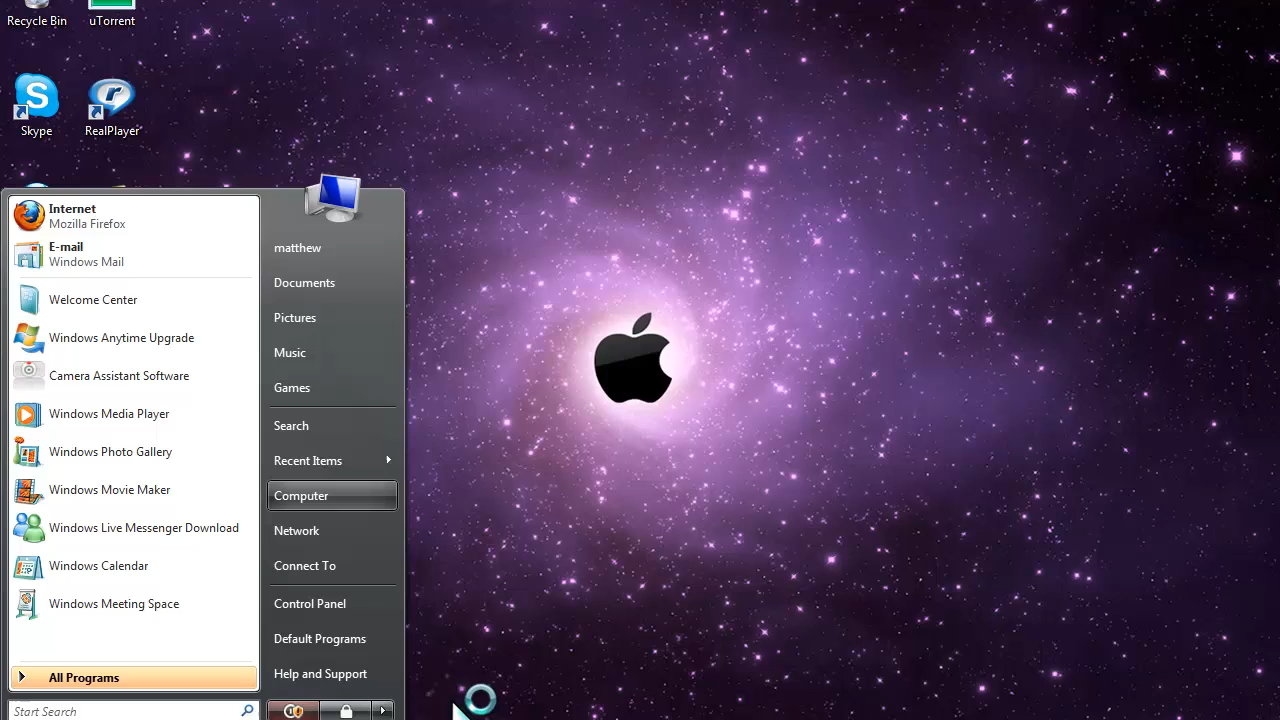 Recycle Bin
uTorrent
Skype
RealPlayer
Internet
Mozilla Firefox
E-mail
Windows Mail
Welcome Center
Windows Anytime Upgrade
Camera Assistant Software
Windows Media Player
Windows Photo Gallery
Windows Movie Maker
Windows Live Messenger Download
Windows Calendar
Windows Meeting Space
All Programs
Start Search
matthew
Documents
Pictures
Music
Games
Search
Recent Items
Computer
Network
Connect To
Control Panel
Default Programs
Help and Support